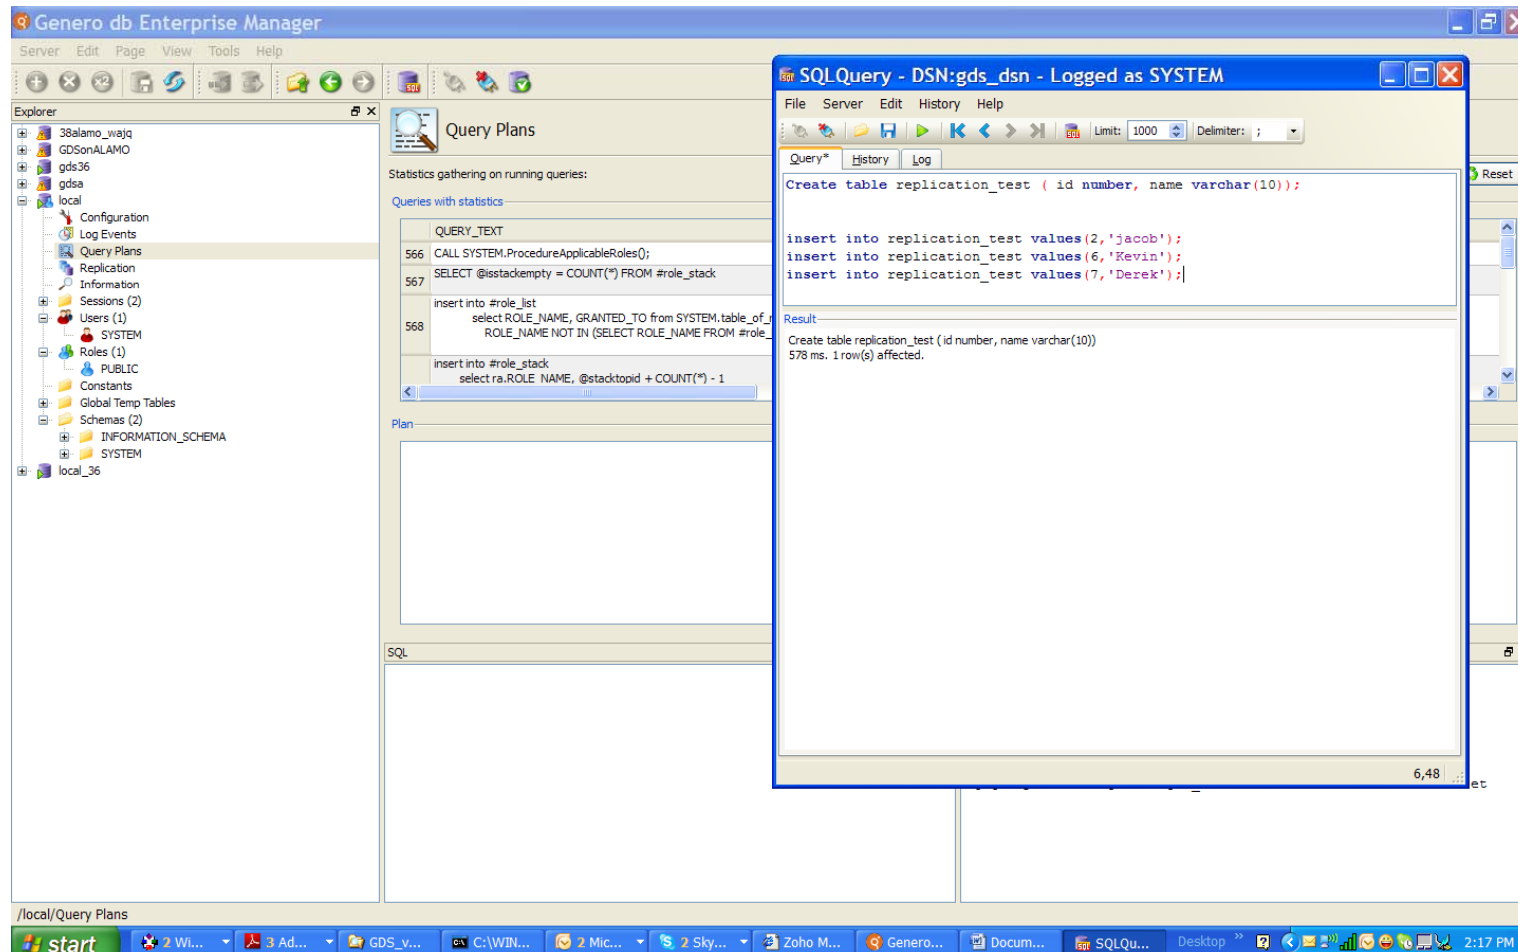 Genero db Enterprise Manager
Server Edit Page View Tools Help
Explorer
38alamo_wajq
GDSonALAMO
gds36
gdsa
local
Configuration
Log Events
Query Plans
Replication
Information
Sessions (2)
Users (1)
SYSTEM
Roles (1)
PUBLIC
Constants
Global Temp Tables
Schemas (2)
INFORMATION_SCHEMA
SYSTEM
local_36
Query Plans
Statistics gathering on running queries:
Reset
Queries with statistics
QUERY_TEXT
566 CALL SYSTEM.ProcedureApplicableRoles();
567 SELECT @isstackempty = COUNT(*) FROM #role_stack
568 insert into #role_list
select ROLE_NAME, GRANTED_TO from SYSTEM.table_of_r
ROLE_NAME NOT IN (SELECT ROLE_NAME FROM #role_
insert into #role_stack
select ra.ROLE_NAME, @stacktopid + COUNT(*) - 1
Plan
SQL
SQLQuery - DSN:gds_dsn - Logged as SYSTEM
File Server Edit History Help
Limit: 1000 Delimiter: ;
Query* History Log
Create table replication_test ( id number, name varchar(10));
insert into replication_test values(2,'jacob');
insert into replication_test values(6,'Kevin');
insert into replication_test values(7,'Derek');
Result
Create table replication_test ( id number, name varchar(10))
578 ms. 1 row(s) affected.
6,48
et
/local/Query Plans
start 2 Wi... 3 Ad... GDS_v... C:\WIN... 2 Mic... 2 Sky... Zoho M... Genero... Docum... SQLQu... Desktop » 2:17 PM